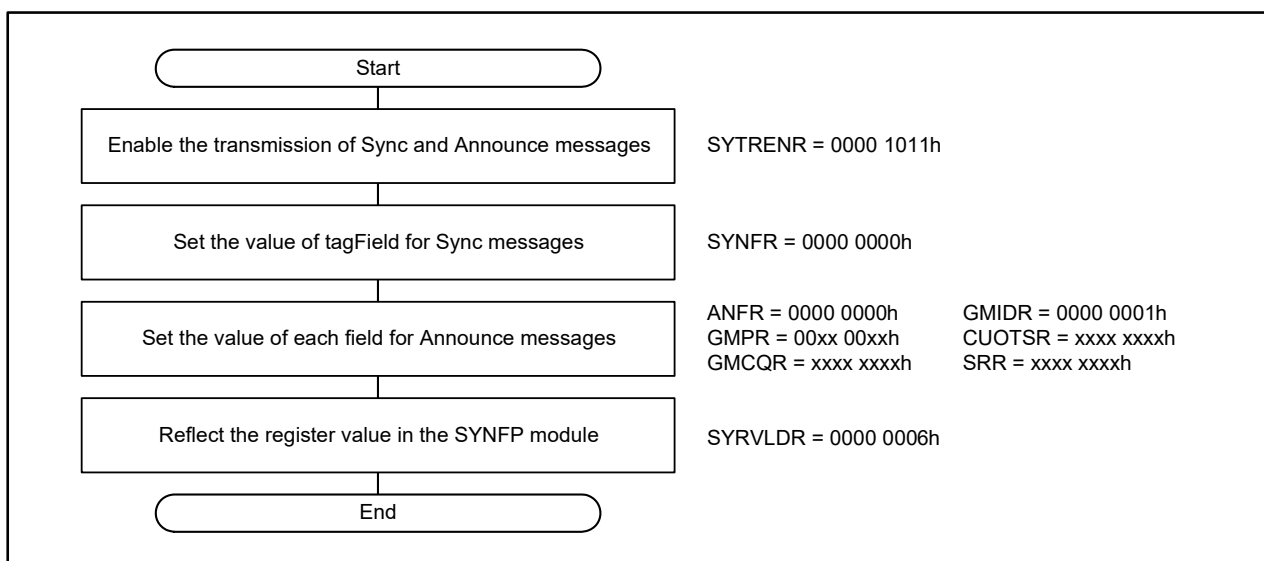 Start
Enable the transmission of Sync and Announce messages
SYTRENR = 0000 1011h
Set the value of tagField for Sync messages
SYNFR = 0000 0000h
Set the value of each field for Announce messages
ANFR = 0000 0000h GMIDR = 0000 0001h
GMPR = 00xx 00xxh CUOTSR = xxxx xxxxh
GMCQR = xxxx xxxxh SRR = xxxx xxxxh
Reflect the register value in the SYNFP module
SYRVLDR = 0000 0006h
End